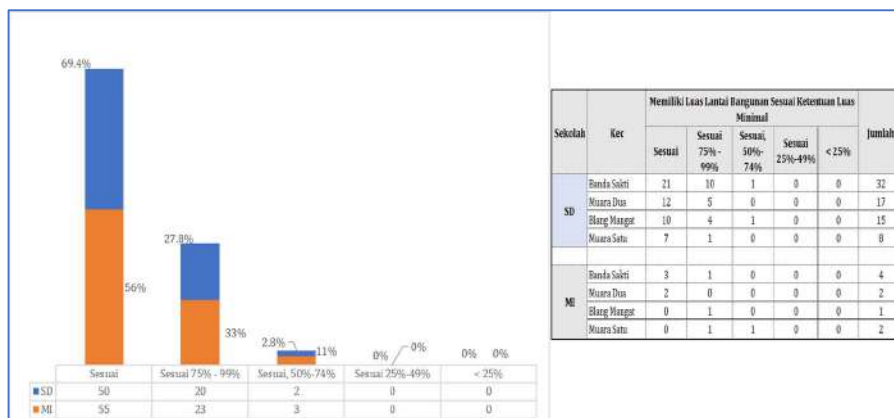 69.4%
56%
27.8%
33%
2.8%
11%
0%
0%
0%
0%
Sesuai
Sesuai 75% - 99%
Sesuai, 50%-74%
Sesuai 25%-49%
< 25%
SD 50 20 2 0 0
MI 55 23 3 0 0
Sekolah
Kec
Memiliki Luas Lantai Bangunan Sesuai Ketentuan Luas
Minimal
Jumlah
Sesuai
Sesuai
75% -
99%
Sesuai,
50%-
74%
Sesuai
25%-49%
< 25%
SD
Banda Sakti 21 10 1 0 0 32
Muara Dua 12 5 0 0 0 17
Blang Mangat 10 4 1 0 0 15
Muara Satu 7 1 0 0 0 8
MI
Banda Sakti 3 1 0 0 0 4
Muara Dua 2 0 0 0 0 2
Blang Mangat 0 1 0 0 0 1
Muara Satu 0 1 1 0 0 2